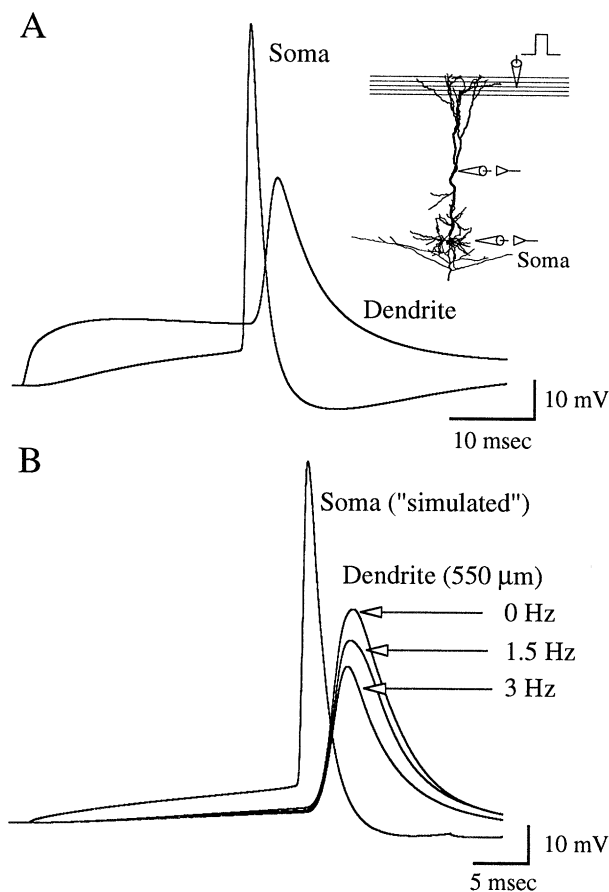 A
Soma
Soma
Dendrite
10 mV
10 msec
B
Soma ("simulated")
Dendrite (550 μm)
0 Hz
1.5 Hz
3 Hz
10 mV
5 msec